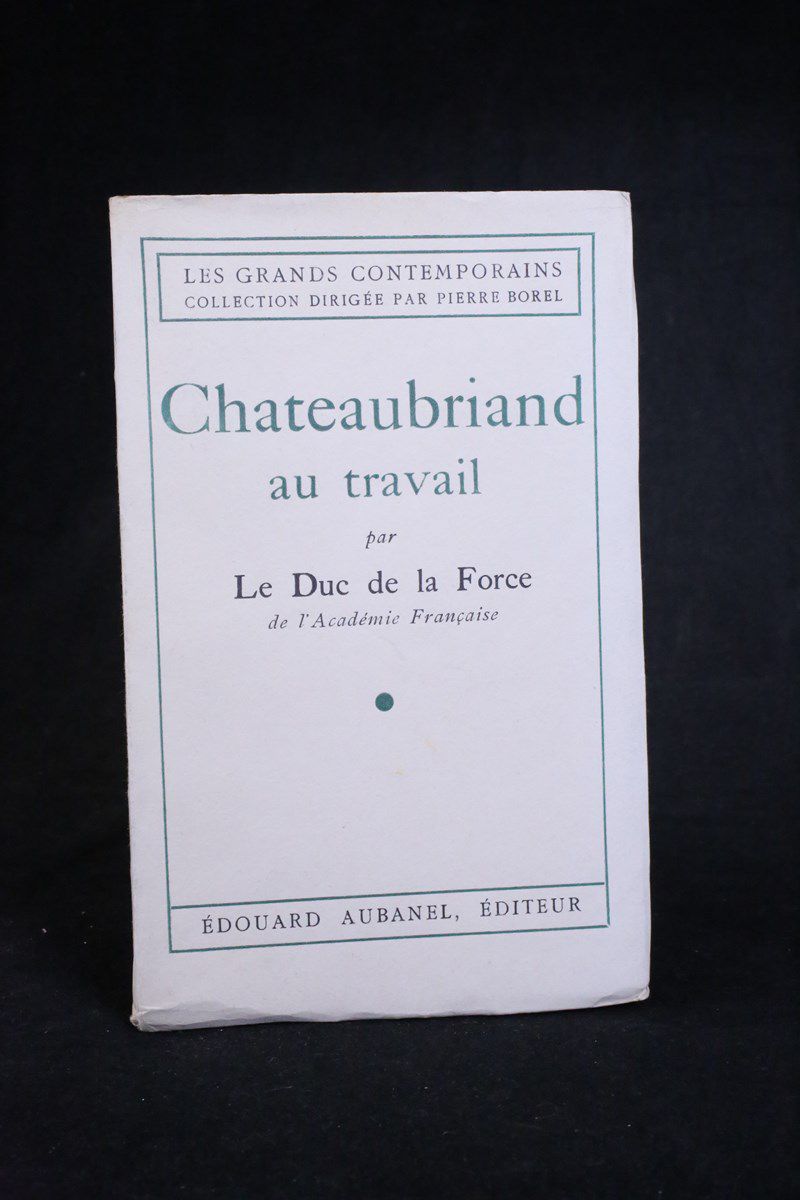 LES GRANDS CONTEMPORAINS
COLLECTION DIRIGÉE PAR PIERRE BOREL
Chateaubriand
au travail
par
Le Duc de la Force
de l'Académie Française
ÉDOUARD AUBANEL, ÉDITEUR